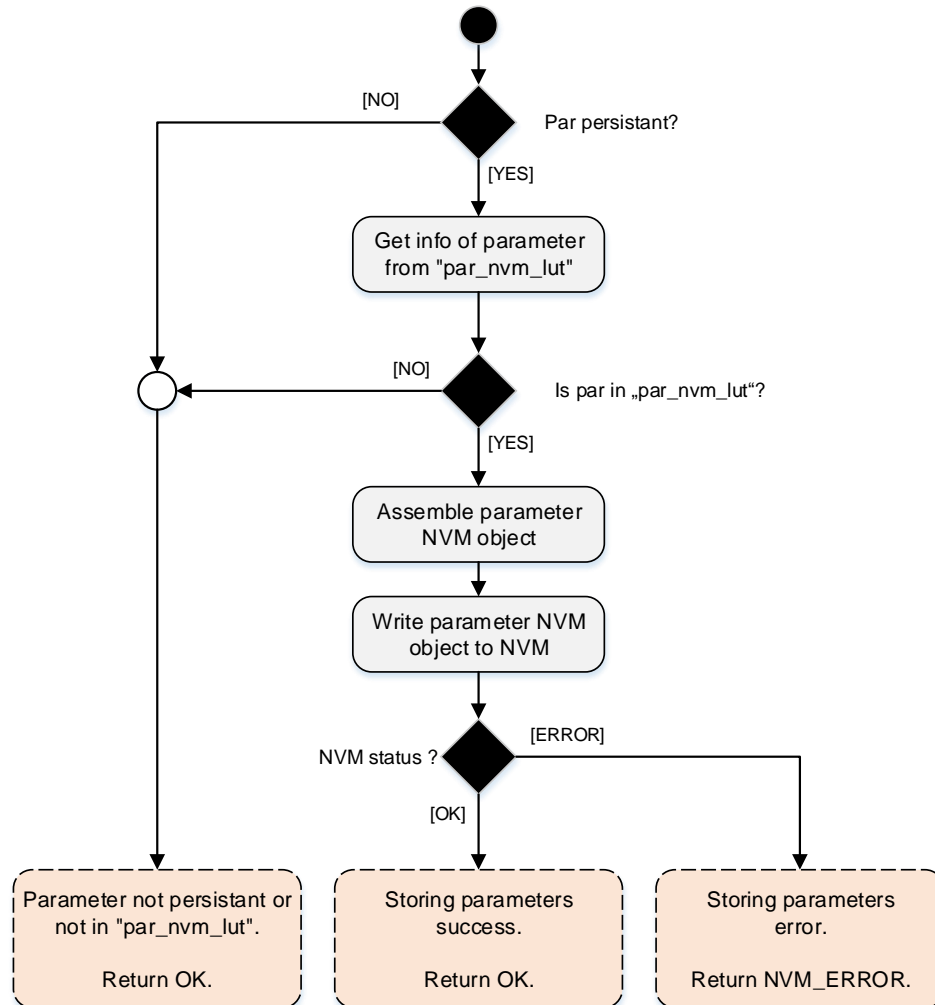 [NO]
Par persistant?
[YES]
Get info of parameter
from "par_nvm_lut"
[NO]
Is par in „par_nvm_lut“?
[YES]
Assemble parameter
NVM object
Write parameter NVM
object to NVM
[ERROR]
NVM status ?
[OK]
Parameter not persistant or
not in "par_nvm_lut".
Return OK.
Storing parameters
success.
Return OK.
Storing parameters
error.
Return NVM_ERROR.